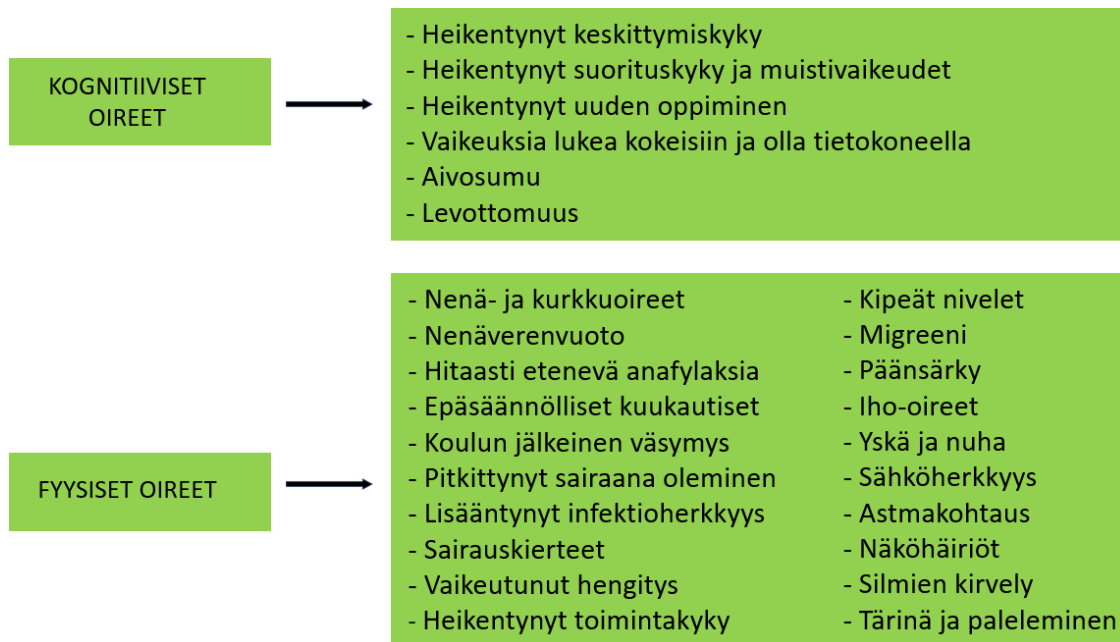 KOGNITIIVISET
OIREET
- Heikentynyt keskittymiskyky
- Heikentynyt suorituskyky ja muistivaikeudet
- Heikentynyt uuden oppiminen
- Vaikeuksia lukea kokeisiin ja olla tietokoneella
- Aivosumu
- Levottomuus
FYYSISET OIREET
- Nenä- ja kurkkuoireet
- Nenäverenvuoto
- Hitaasti etenevä anafylaksia
- Epäsäännölliset kuukautiset
- Koulun jälkeinen väsymys
- Pitkittynyt sairaana oleminen
- Lisääntynyt infektioherkkyys
- Sairauskierteet
- Vaikeutunut hengitys
- Heikentynyt toimintakyky
- Kipeät nivelet
- Migreeni
- Päänsärky
- Iho-oireet
- Yskä ja nuha
- Sähköherkkyys
- Astmakohtaus
- Näköhäiriöt
- Silmien kirvely
- Tärinä ja paleleminen